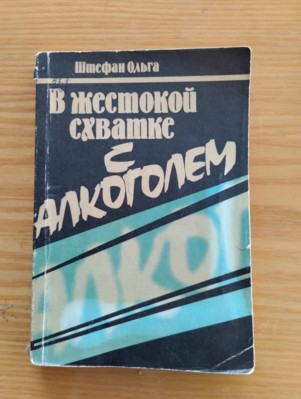 Штефан Ольга
В жестокой
схватке
с
алкоголем
АЛКО